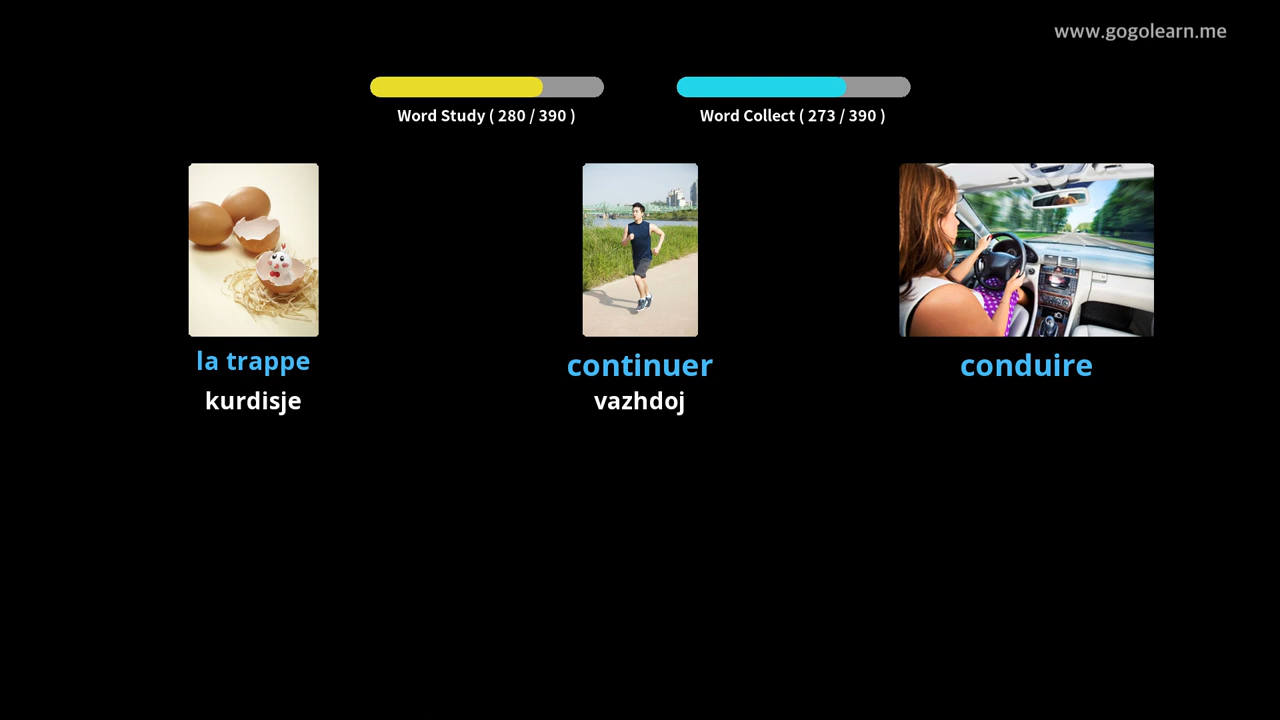 www.gogolearn.me
Word Study ( 280 / 390 )
Word Collect ( 273 / 390 )
la trappe
kurdisje
continuer
vazhdoj
conduire